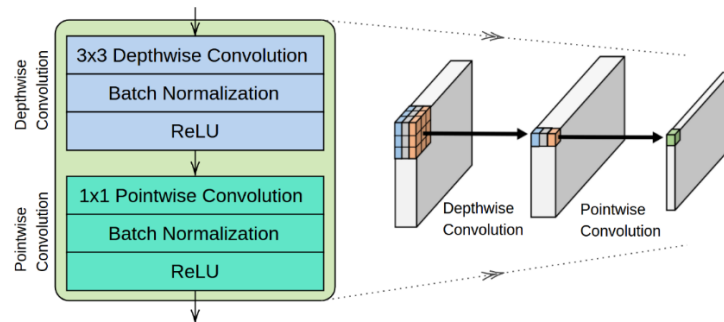 Depthwise
Convolution
3x3 Depthwise Convolution
Batch Normalization
ReLU
Pointwise
Convolution
1x1 Pointwise Convolution
Batch Normalization
ReLU
Depthwise
Convolution
Pointwise
Convolution